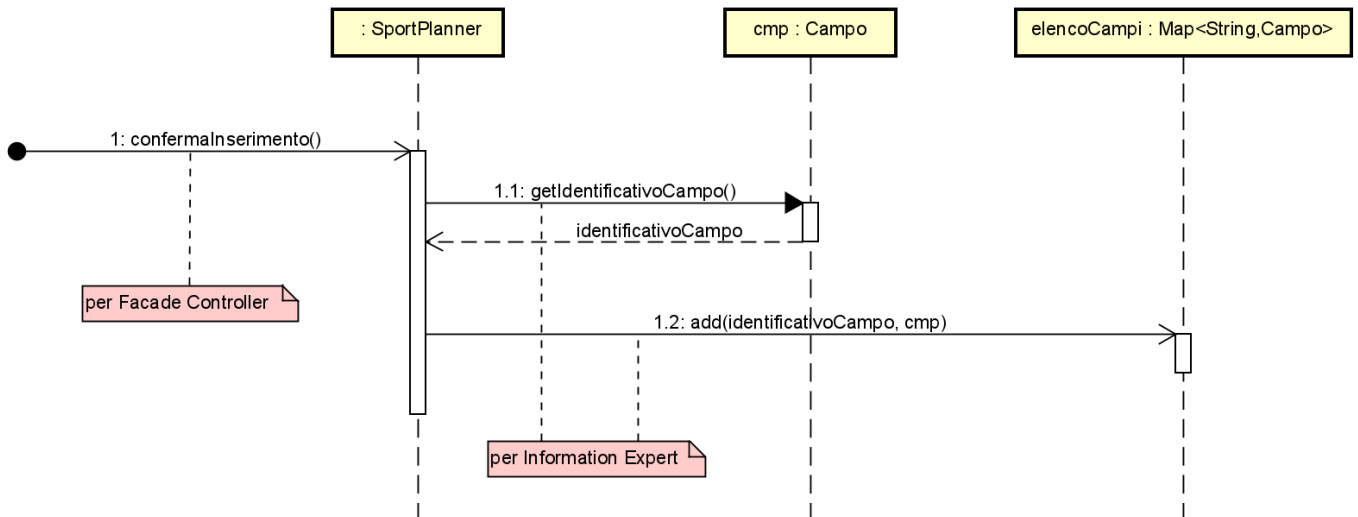 : SportPlanner
cmp : Campo
elencoCampi : Map<String,Campo>
1: confermaInserimento()
1.1: getIdentificativoCampo()
identificativoCampo
per Facade Controller
1.2: add(identificativoCampo, cmp)
per Information Expert